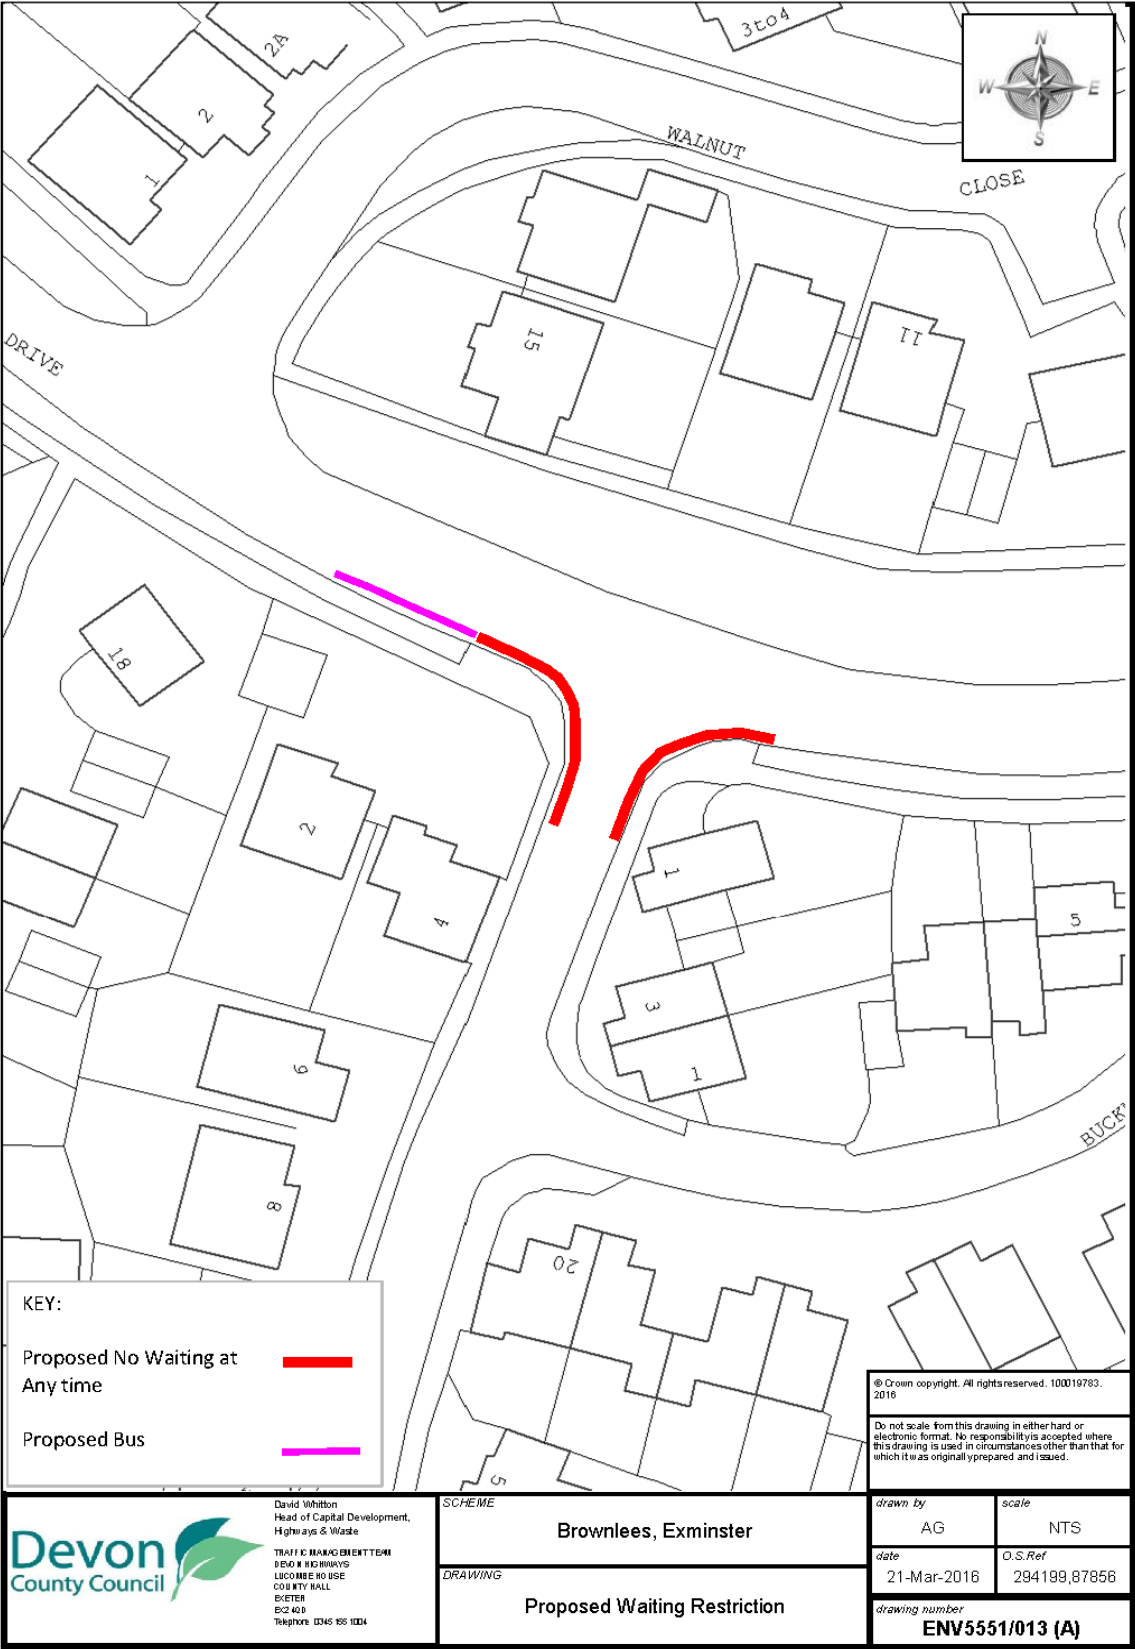 3to4
2A
2
1
N
W E
S
WALNUT
CLOSE
DRIVE
15
11
18
2
4
1
3
1
5
6
8
20
5
KEY:
Proposed No Waiting at
Any time
Proposed Bus
© Crown copyright. All rights reserved. 100019783.
2016
Do not scale from this drawing in either hard or
electronic format. No responsibility is accepted where
this drawing is used in circumstances other than that for
which it was originally prepared and issued.
Devon
County Council
David Whitton
Head of Capital Development,
Highways & Waste
TRAFFIC MANAGEMENT TEAM
DEVON HIGHWAYS
LUCOMBE HOUSE
COUNTY HALL
EXETER
EX2 4QD
Telephone 0345 155 1004
SCHEME
Brownlees, Exminster
DRAWING
Proposed Waiting Restriction
drawn by
AG
scale
NTS
date
21-Mar-2016
O.S.Ref
294199,87856
drawing number
ENV5551/013 (A)